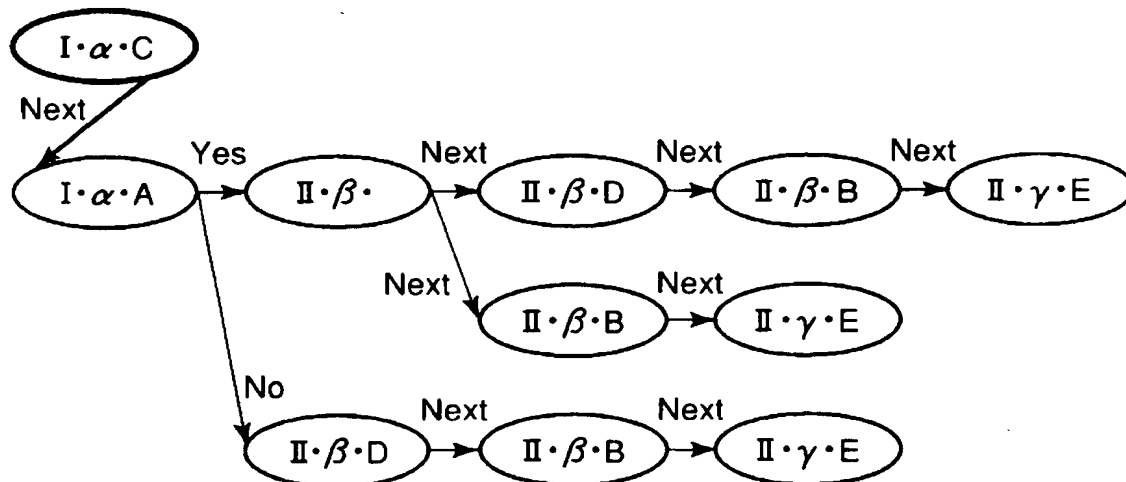 I・α・C
Next
Yes Next Next Next
I・α・A II・β・ II・β・D II・β・B II・γ・E
Next Next
II・β・B II・γ・E
No Next Next
II・β・D II・β・B II・γ・E